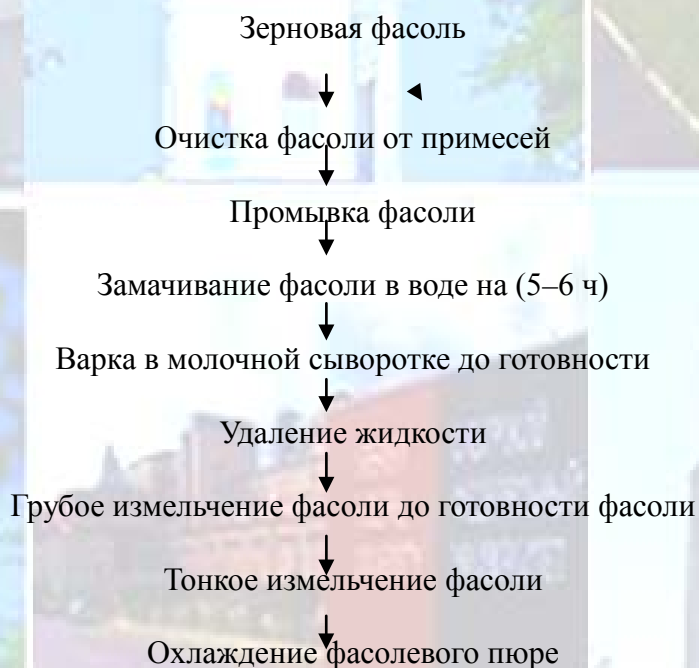 Зерновая фасоль
Очистка фасоли от примесей
Промывка фасоли
Замачивание фасоли в воде на (5–6 ч)
Варка в молочной сыворотке до готовности
Удаление жидкости
Грубое измельчение фасоли до готовности фасоли
Тонкое измельчение фасоли
Охлаждение фасолевого пюре